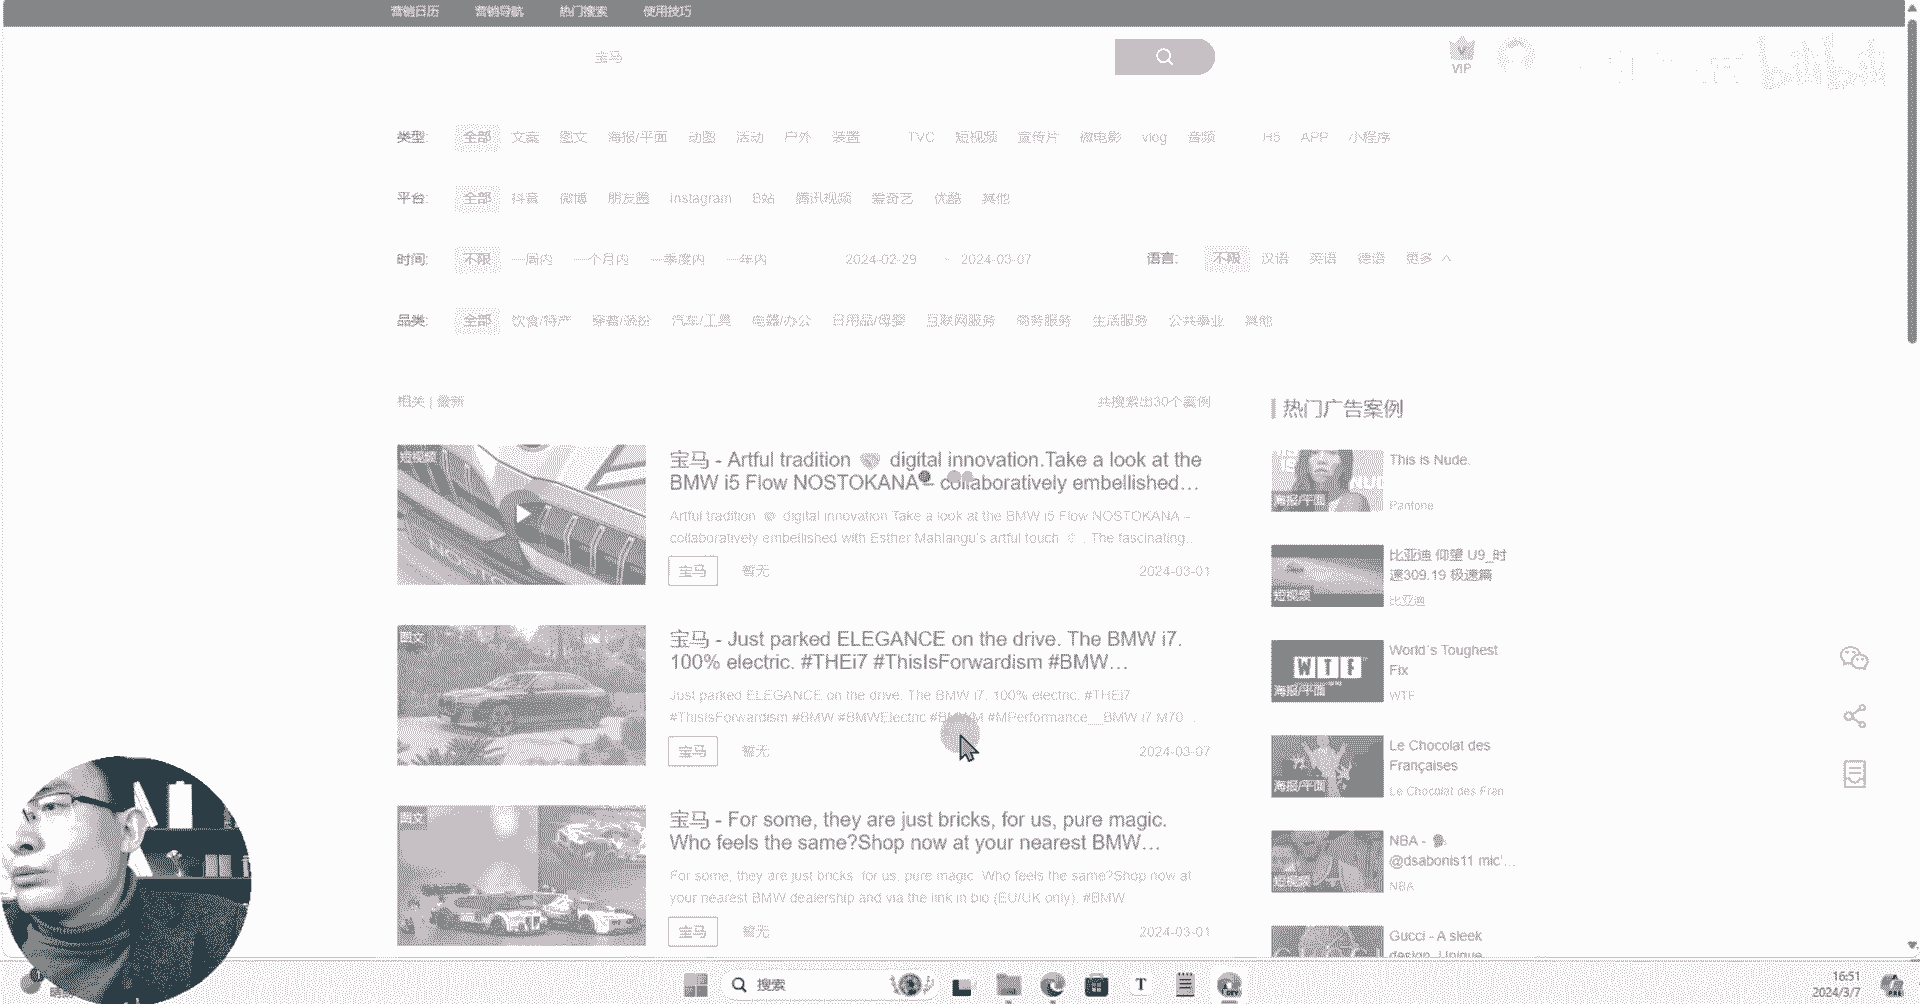 营销日历 营销导航 热门搜索 使用技巧
宝马
VIP
bilibili
类型: 全部 文案 图文 海报/平面 动图 活动 户外 装置 TVC 短视频 宣传片 微电影 vlog 音频 H5 APP 小程序
平台: 全部 抖音 微博 朋友圈 Instagram B站 腾讯视频 爱奇艺 优酷 其他
时间: 不限 一周内 一个月内 一季度内 一年内 2024-02-29 - 2024-03-07 语言: 不限 汉语 英语 德语 更多
品类: 全部 饮食/特产 穿着/装扮 汽车/工具 电器/办公 日用品/母婴 互联网服务 商务服务 生活服务 公共事业 其他
相关 | 最新 共搜索出30个案例
短视频
宝马 - Artful tradition digital innovation.Take a look at the
BMW i5 Flow NOSTOKANA – collaboratively embellished...
Artful tradition digital innovation Take a look at the BMW i5 Flow NOSTOKANA –
collaboratively embellished with Esther Mahlangu's artful touch . The fascinating..
宝马 暂无 2024-03-01
图文
宝马 - Just parked ELEGANCE on the drive. The BMW i7.
100% electric. #THEi7 #ThisIsForwardism #BMW...
Just parked ELEGANCE on the drive. The BMW i7. 100% electric. #THEi7
#ThisIsForwardism #BMW #BMWElectric #BMWM #MPerformance__BMW i7 M70 .
宝马 暂无 2024-03-07
图文
宝马 - For some, they are just bricks, for us, pure magic.
Who feels the same?Shop now at your nearest BMW...
For some, they are just bricks for us, pure magic Who feels the same?Shop now at
your nearest BMW dealership and via the link in bio (EU/UK only). #BMW
宝马 暂无 2024-03-01
热门广告案例
海报/平面
This is Nude.
Pantone
短视频
比亚迪 仰望 U9_时
速309.19 极速篇
比亚迪
WTF
海报/平面
World´s Toughest
Fix
WTF
海报/平面
Le Chocolat des
Françaises
Le Chocolat des Fran
短视频
NBA -
@dsabonis11 mic'...
NBA
Gucci - A sleek
design. Unique
搜索
T
16:51
2024/3/7